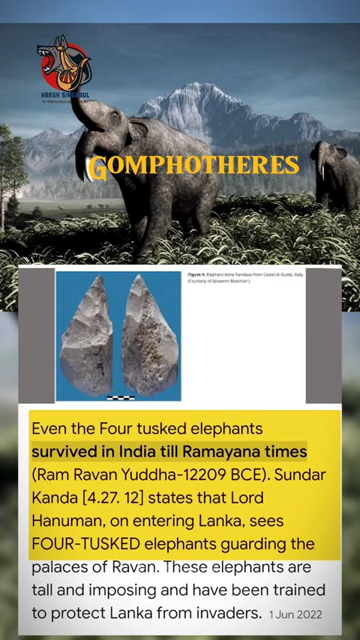 HARSH SINGHUL
GOMPHOTHERES
Figure 4. Elephant bone handaxe from Castel di Guido, Italy.
(Courtesy of Giovanni Boschian.)
Even the Four tusked elephants
survived in India till Ramayana times
(Ram Ravan Yuddha-12209 BCE). Sundar
Kanda [4.27. 12] states that Lord
Hanuman, on entering Lanka, sees
FOUR-TUSKED elephants guarding the
palaces of Ravan. These elephants are
tall and imposing and have been trained
to protect Lanka from invaders. 1 Jun 2022